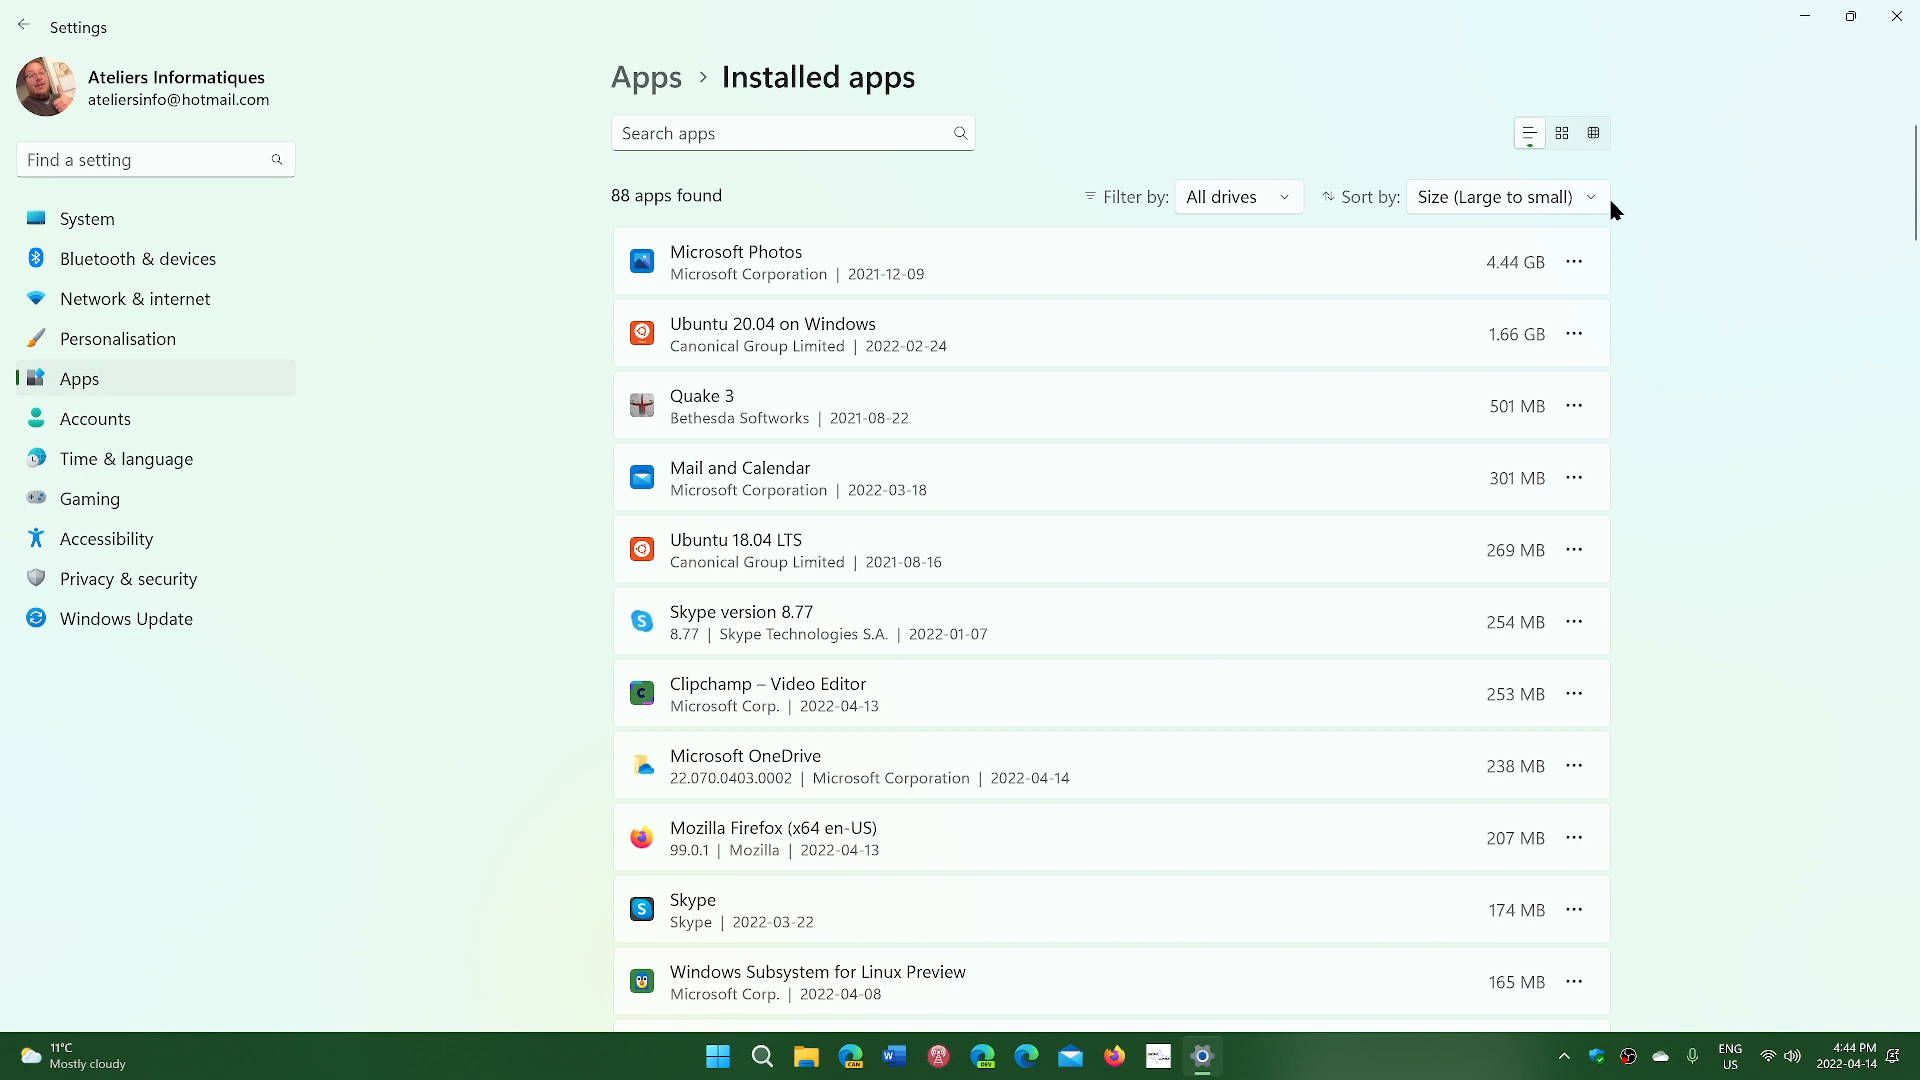 Settings
Ateliers Informatiques
ateliersinfo@hotmail.com
Find a setting
System
Bluetooth & devices
Network & internet
Personalisation
Apps
Accounts
Time & language
Gaming
Accessibility
Privacy & security
Windows Update
Apps › Installed apps
Search apps
88 apps found
Filter by: All drives
Sort by: Size (Large to small)
Microsoft Photos
Microsoft Corporation | 2021-12-09
4.44 GB
Ubuntu 20.04 on Windows
Canonical Group Limited | 2022-02-24
1.66 GB
Quake 3
Bethesda Softworks | 2021-08-22
501 MB
Mail and Calendar
Microsoft Corporation | 2022-03-18
301 MB
Ubuntu 18.04 LTS
Canonical Group Limited | 2021-08-16
269 MB
Skype version 8.77
8.77 | Skype Technologies S.A. | 2022-01-07
254 MB
Clipchamp – Video Editor
Microsoft Corp. | 2022-04-13
253 MB
Microsoft OneDrive
22.070.0403.0002 | Microsoft Corporation | 2022-04-14
238 MB
Mozilla Firefox (x64 en-US)
99.0.1 | Mozilla | 2022-04-13
207 MB
Skype
Skype | 2022-03-22
174 MB
Windows Subsystem for Linux Preview
Microsoft Corp. | 2022-04-08
165 MB
11°C
Mostly cloudy
CAN
DEV
ENG
US
4:44 PM
2022-04-14